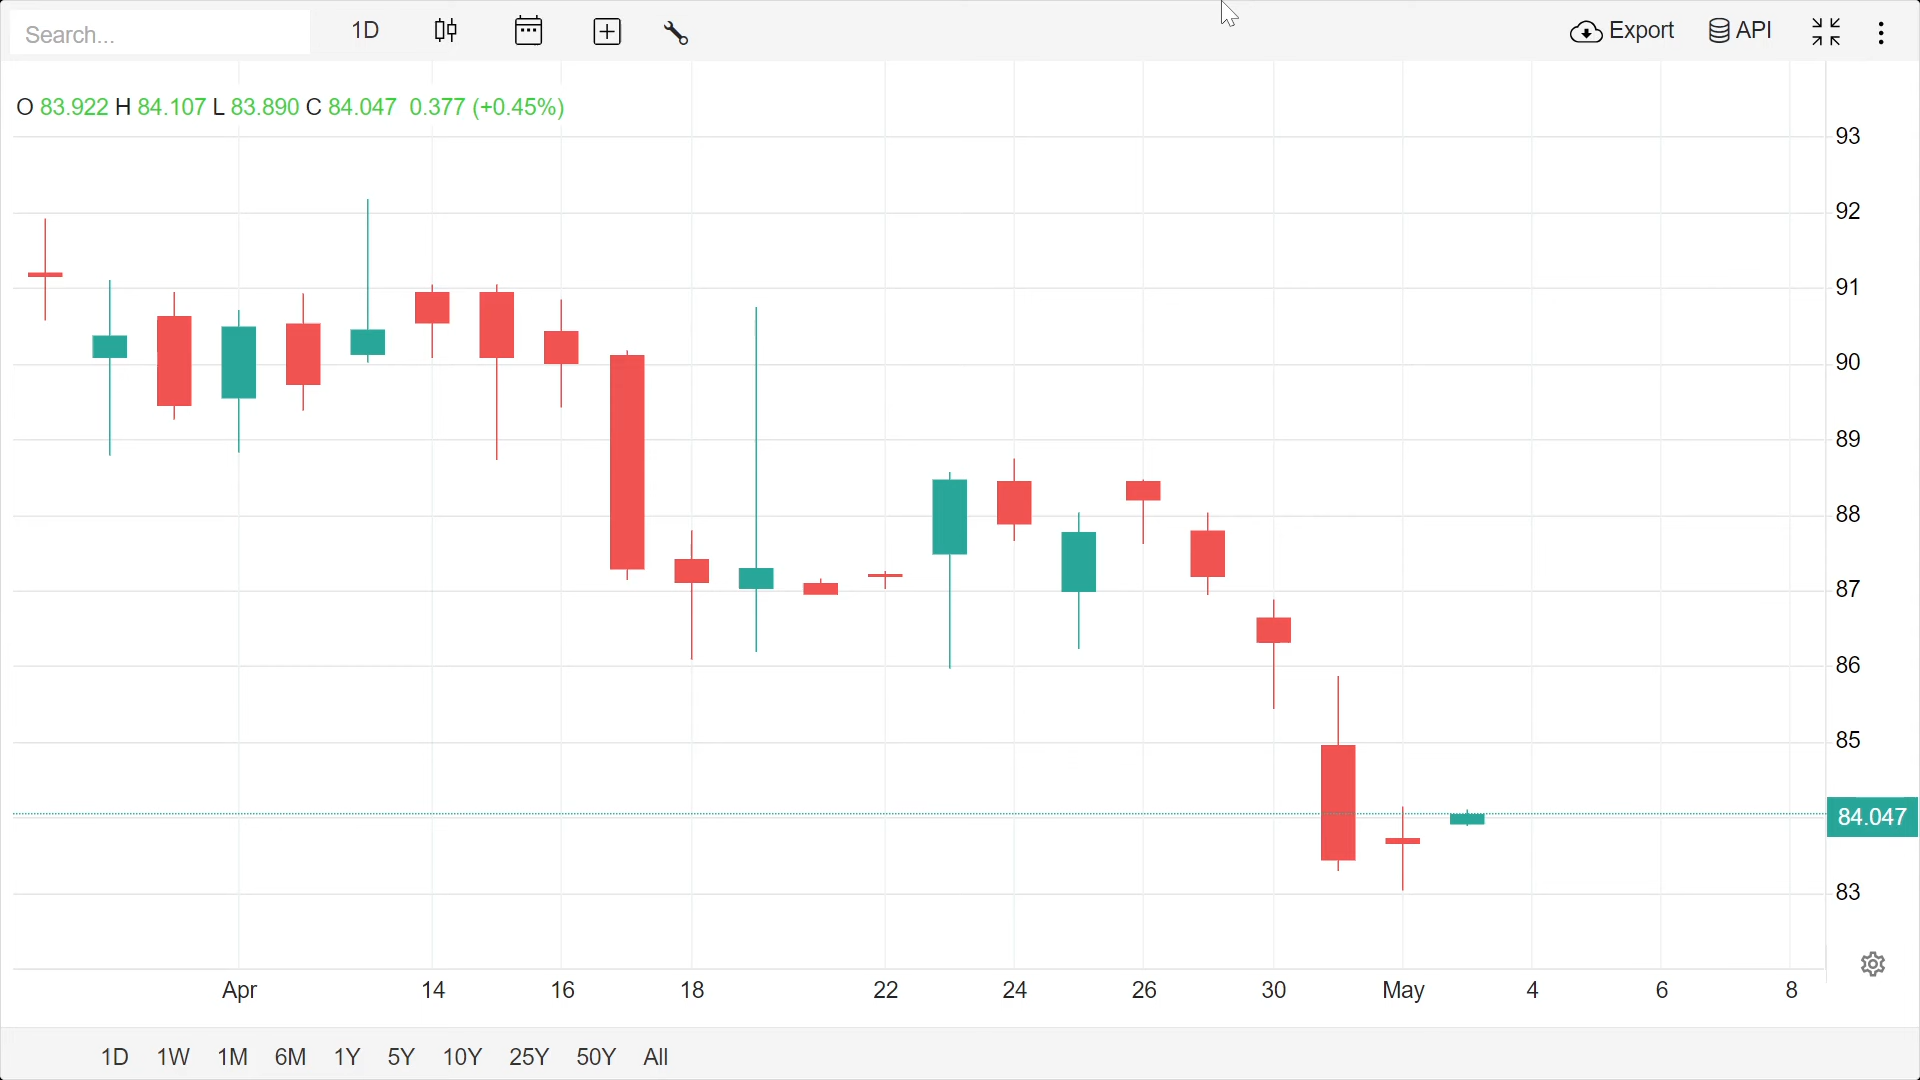 Search... 1D Export API
O 83.922 H 84.107 L 83.890 C 84.047 0.377 (+0.45%)
93
92
91
90
89
88
87
86
85
84.047
83
Apr 14 16 18 22 24 26 30 May 4 6 8
1D 1W 1M 6M 1Y 5Y 10Y 25Y 50Y All